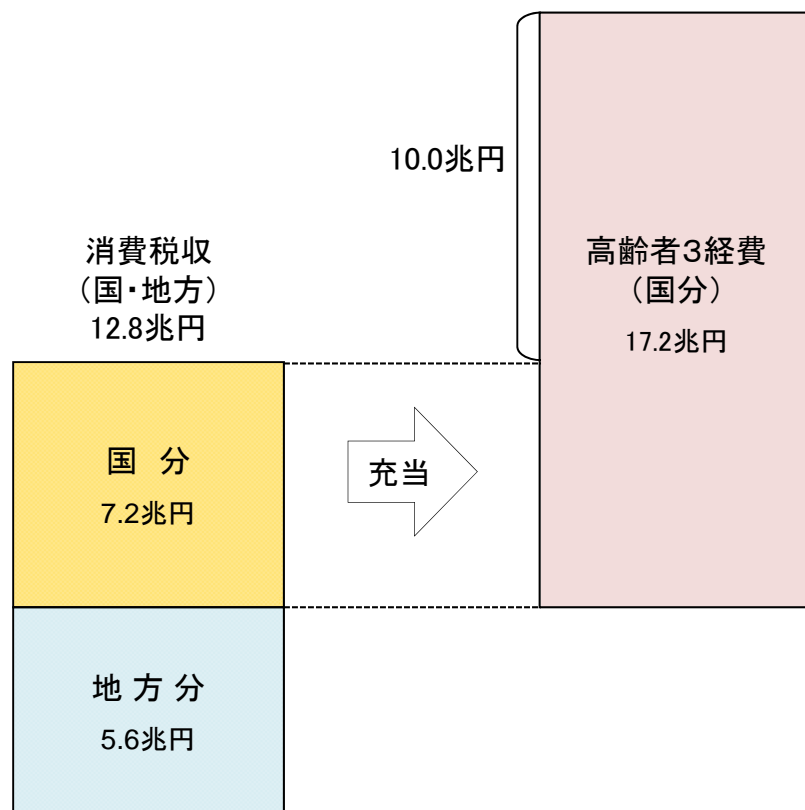 消費税収
（国・地方）
12.8兆円
国 分
7.2兆円
地 方 分
5.6兆円
充当
10.0兆円
高齢者３経費
（国分）
17.2兆円